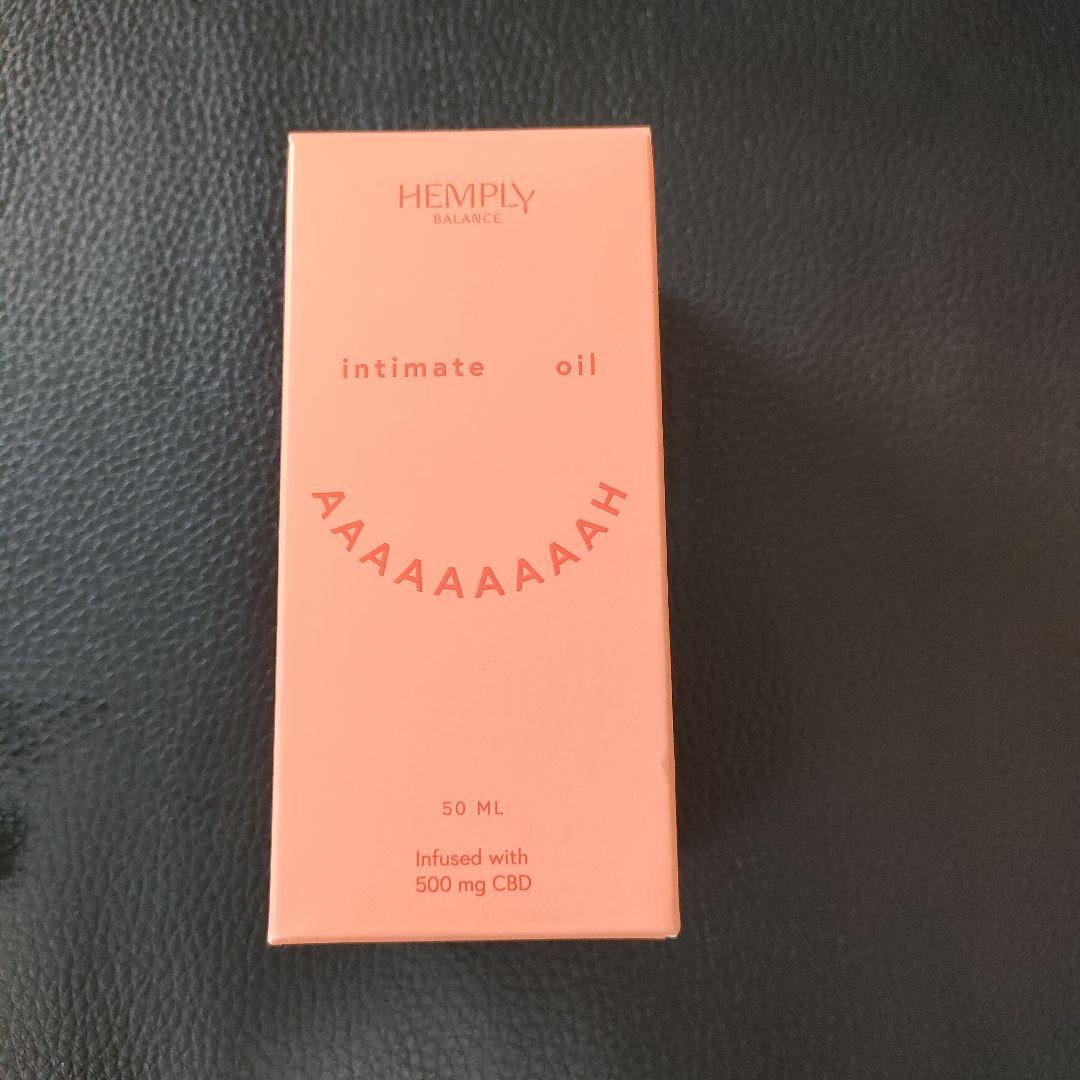 HEMPLY
BALANCE
intimate oil
AAAAAAAAAH
50 ML
Infused with
500 mg CBD